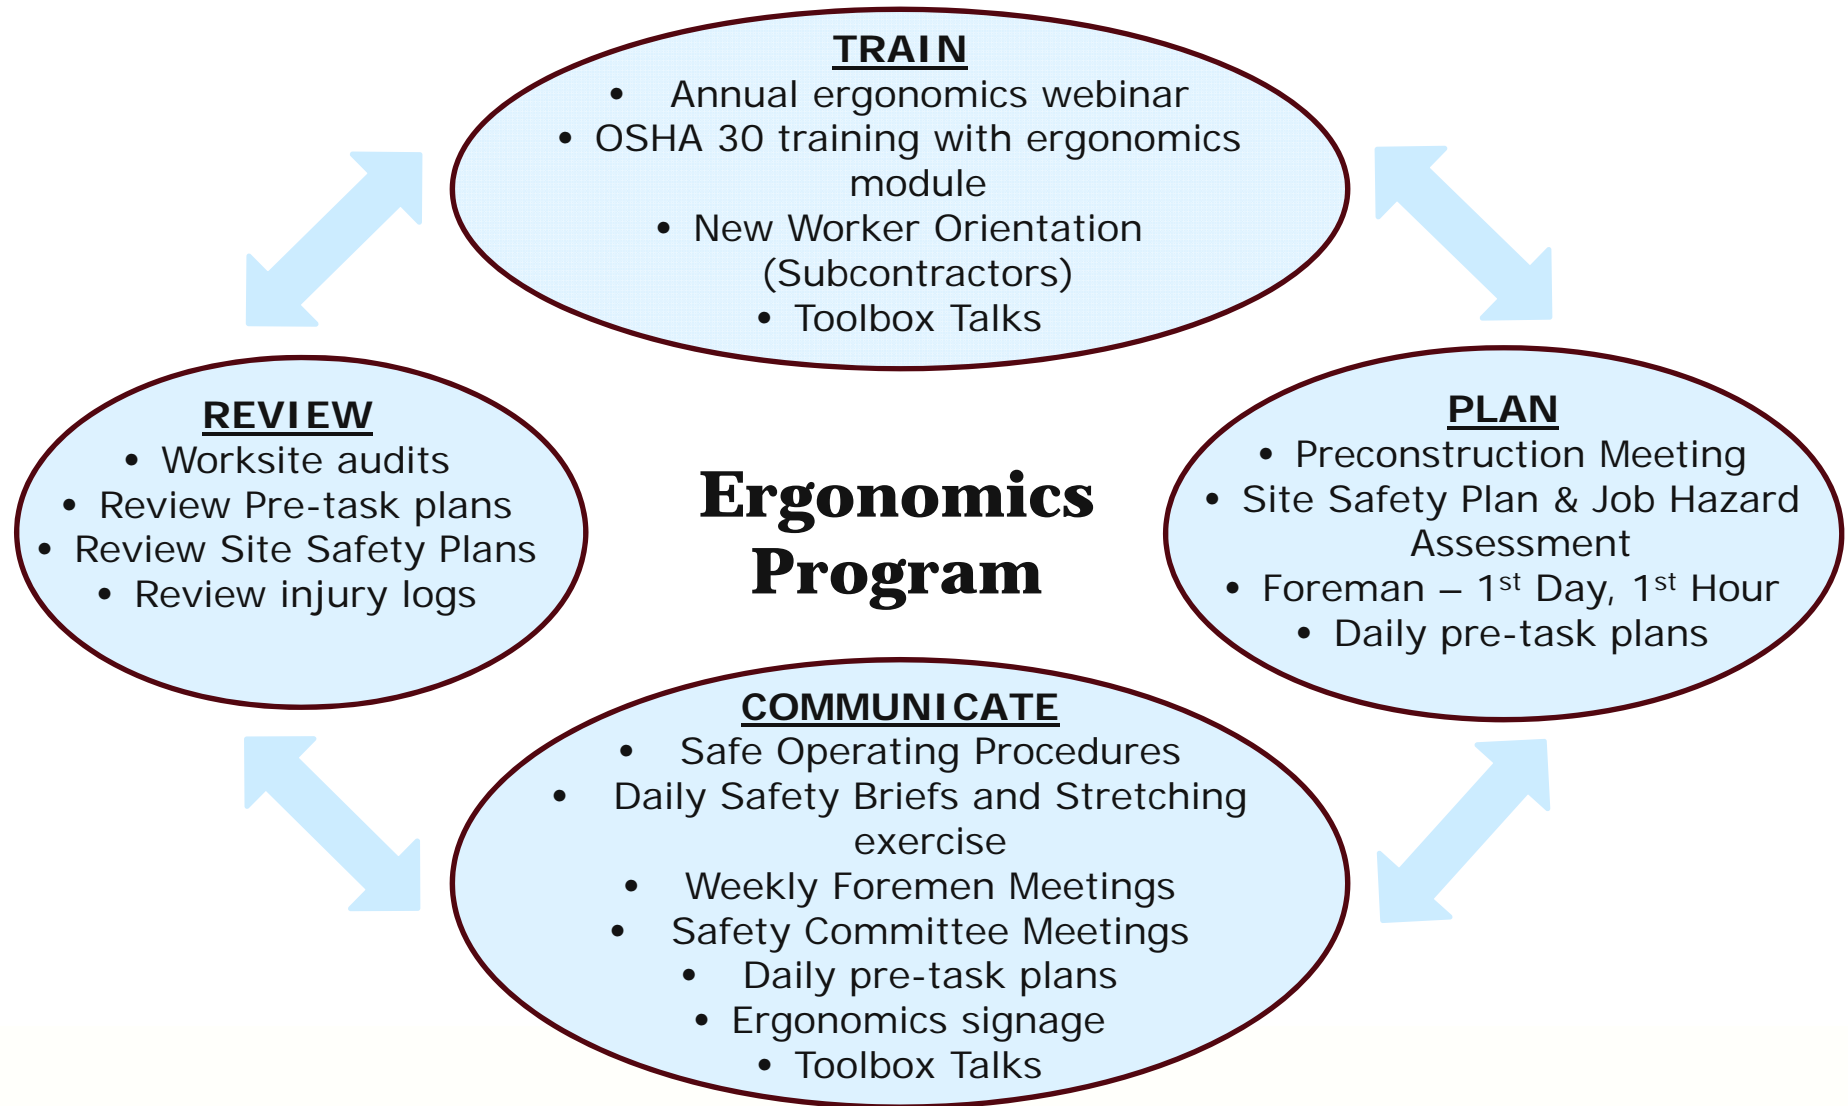 TRAIN
• Annual ergonomics webinar
• OSHA 30 training with ergonomics
module
• New Worker Orientation
(Subcontractors)
• Toolbox Talks
REVIEW
• Worksite audits
• Review Pre-task plans
• Review Site Safety Plans
• Review injury logs
Ergonomics
Program
PLAN
• Preconstruction Meeting
• Site Safety Plan & Job Hazard
Assessment
• Foreman – 1st Day, 1st Hour
• Daily pre-task plans
COMMUNICATE
• Safe Operating Procedures
• Daily Safety Briefs and Stretching
exercise
• Weekly Foremen Meetings
• Safety Committee Meetings
• Daily pre-task plans
• Ergonomics signage
• Toolbox Talks